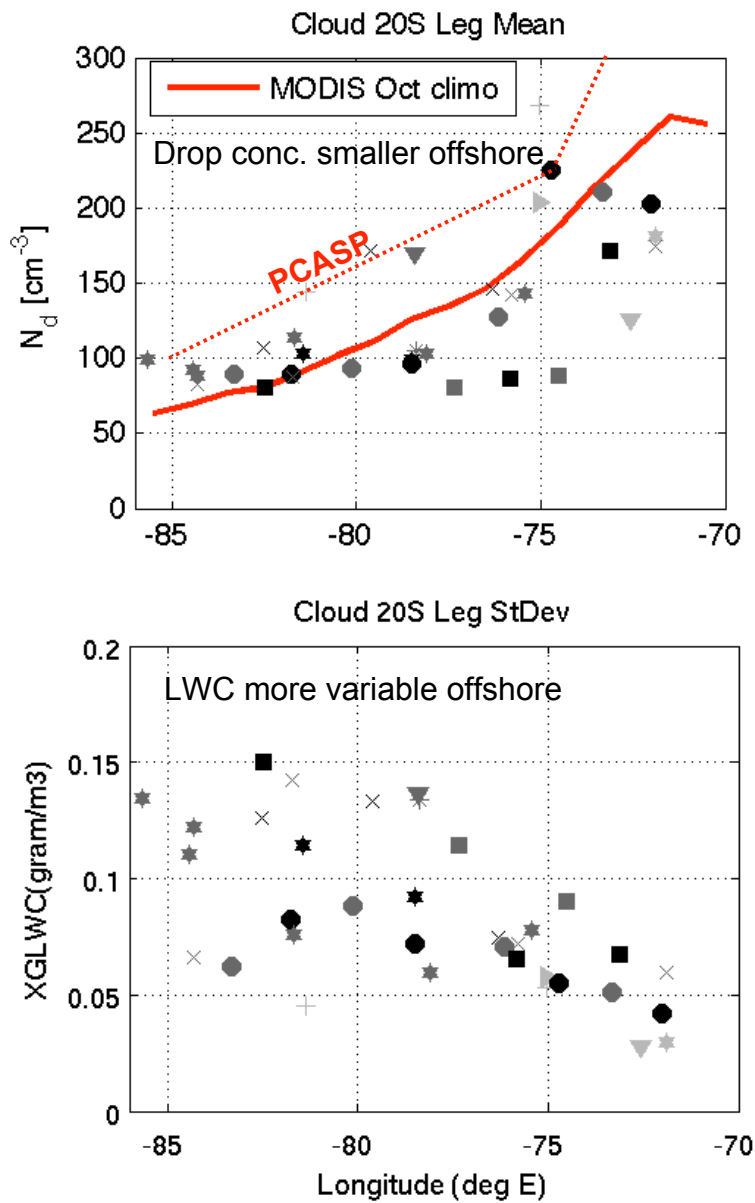 Cloud 20S Leg Mean
300
MODIS Oct climo
250
Drop conc. smaller offshore
200
PCASP
150
N_d [cm^-3]
100
50
0
-85 -80 -75 -70
Cloud 20S Leg StDev
0.2
LWC more variable offshore
0.15
XGLWC(gram/m3)
0.1
0.05
0
-85 -80 -75 -70
Longitude (deg E)